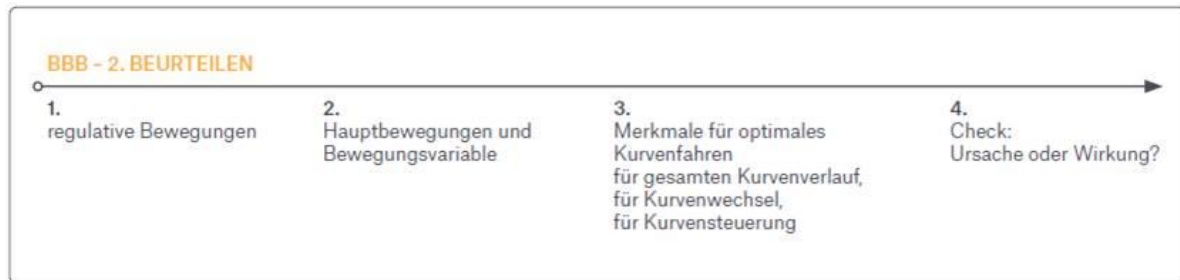 BBB – 2. BEURTEILEN
1.
regulative Bewegungen
2.
Hauptbewegungen und
Bewegungsvariable
3.
Merkmale für optimales
Kurvenfahren
für gesamten Kurvenverlauf,
für Kurvenwechsel,
für Kurvensteuerung
4.
Check:
Ursache oder Wirkung?